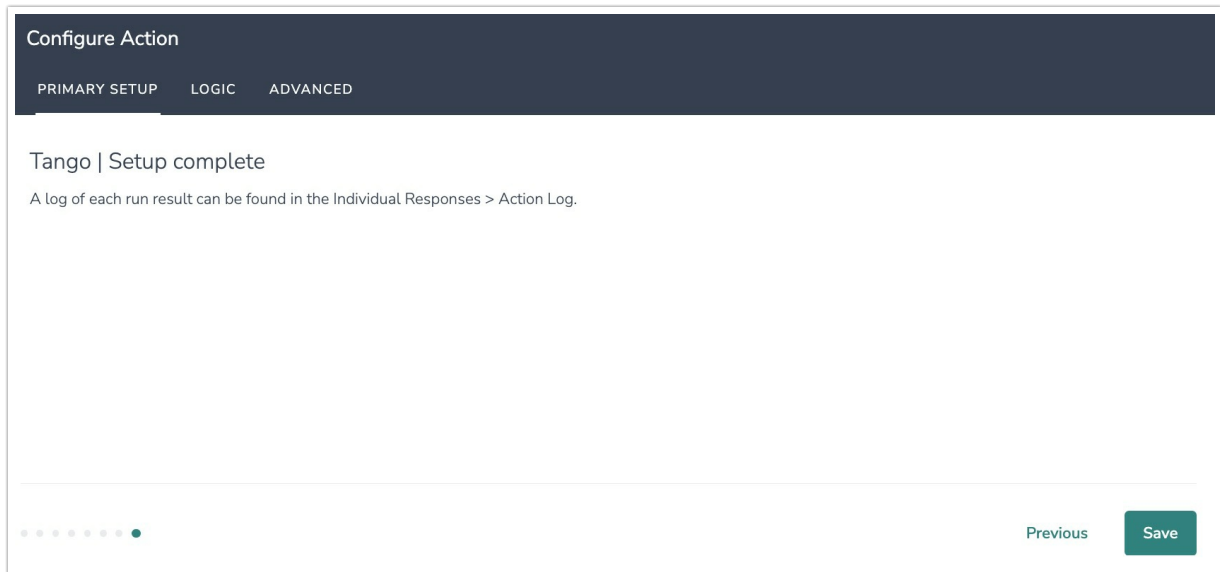 Configure Action
PRIMARY SETUP LOGIC ADVANCED
Tango | Setup complete
A log of each run result can be found in the Individual Responses > Action Log.
Previous Save